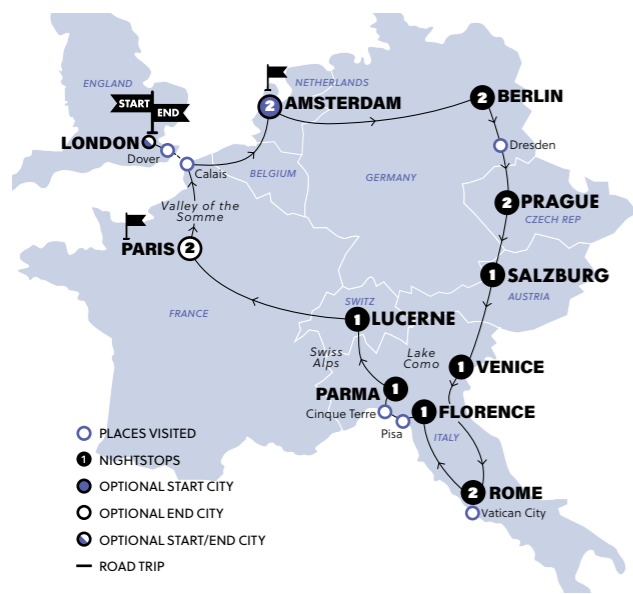 ENGLAND
NETHERLANDS
START
END
2
AMSTERDAM
2
BERLIN
LONDON
Dover
Calais
Dresden
BELGIUM
GERMANY
Valley of the
Somme
2
PRAGUE
CZECH REP
PARIS
2
1
SALZBURG
AUSTRIA
FRANCE
SWITZ
1
LUCERNE
Swiss
Alps
Lake
Como
1
VENICE
PARMA
1
Cinque Terre
1
FLORENCE
Pisa
ITALY
2
ROME
Vatican City
PLACES VISITED
1
NIGHTSTOPS
OPTIONAL START CITY
OPTIONAL END CITY
OPTIONAL START/END CITY
ROAD TRIP